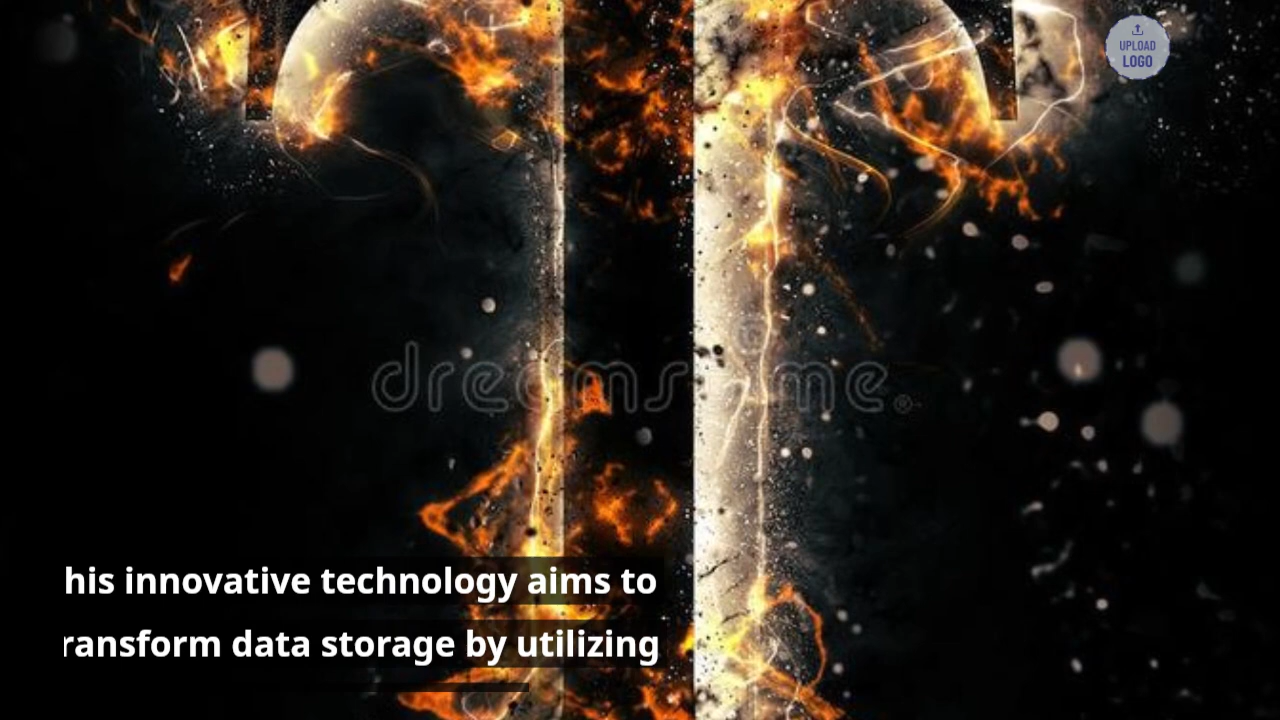 UPLOAD
LOGO
dreamstime®
his innovative technology aims to
ransform data storage by utilizing